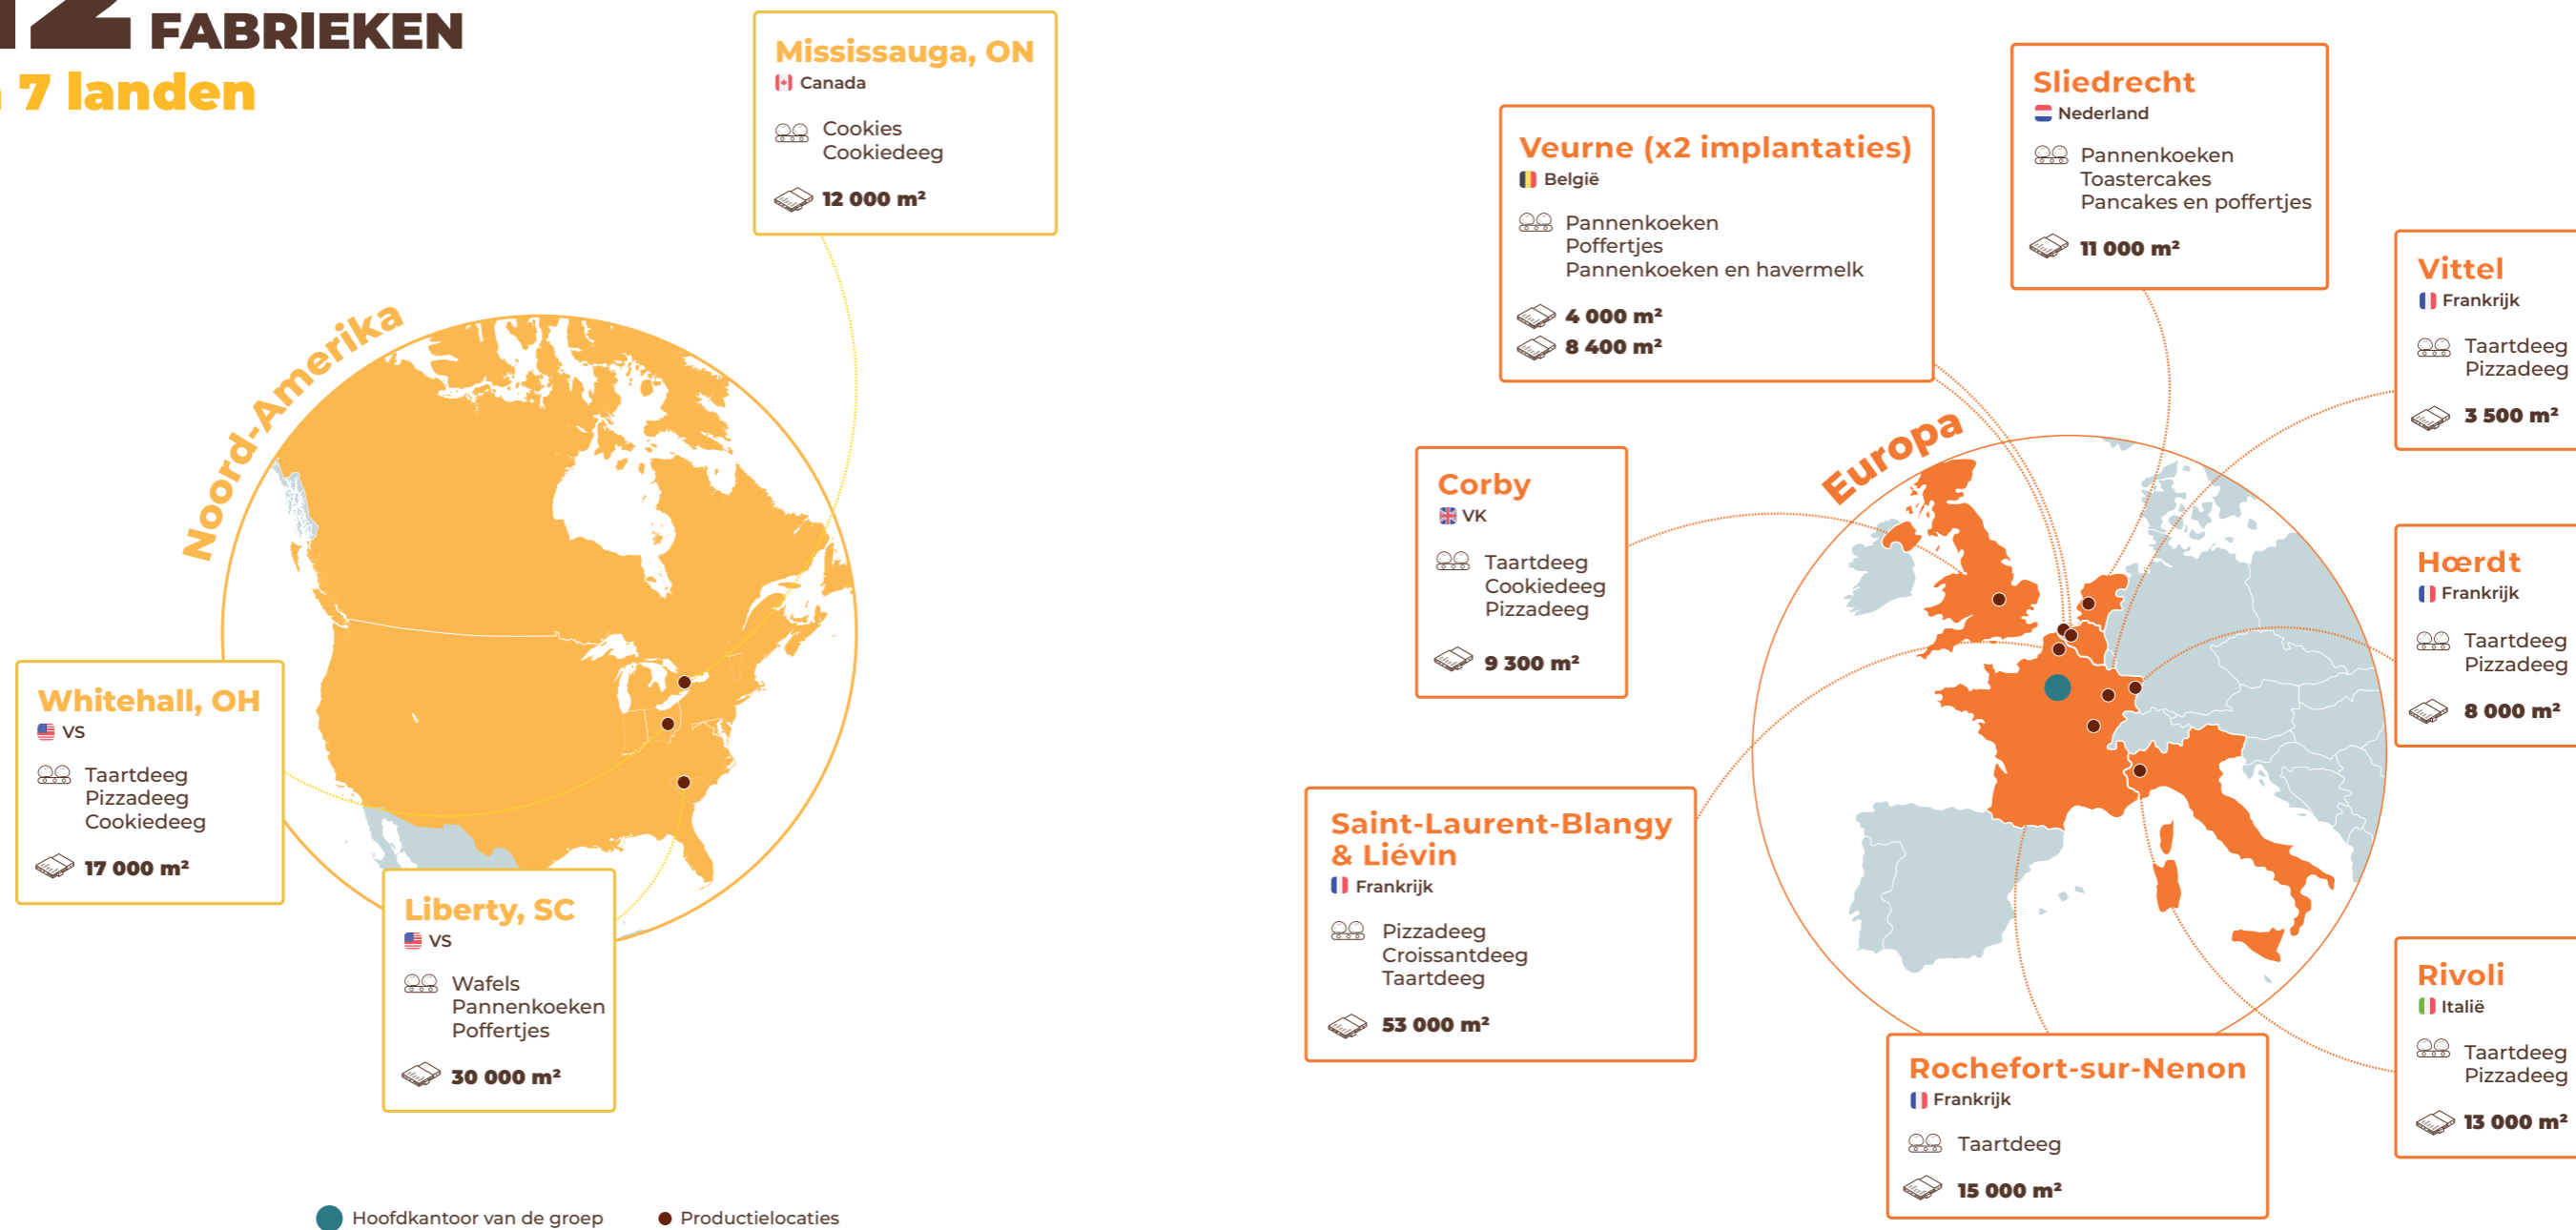 12 FABRIEKEN
7 landen
Mississauga, ON
Canada
Cookies
Cookiedeeg
12 000 m²
Noord-Amerika
Whitehall, OH
VS
Taartdeeg
Pizzadeeg
Cookiedeeg
17 000 m²
Liberty, SC
VS
Wafels
Pannenkoeken
Poffertjes
30 000 m²
Hoofdkantoor van de groep
Productielocaties
Europa
Veurne (x2 implantaties)
België
Pannenkoeken
Poffertjes
Pannenkoeken en havermelk
4 000 m²
8 400 m²
Sliedrecht
Nederland
Pannenkoeken
Toastercakes
Pancakes en poffertjes
11 000 m²
Vittel
Frankrijk
Taartdeeg
Pizzadeeg
3 500 m²
Corby
VK
Taartdeeg
Cookiedeeg
Pizzadeeg
9 300 m²
Hœrdt
Frankrijk
Taartdeeg
Pizzadeeg
8 000 m²
Saint-Laurent-Blangy
& Liévin
Frankrijk
Pizzadeeg
Croissantdeeg
Taartdeeg
53 000 m²
Rochefort-sur-Nenon
Frankrijk
Taartdeeg
15 000 m²
Rivoli
Italië
Taartdeeg
Pizzadeeg
13 000 m²